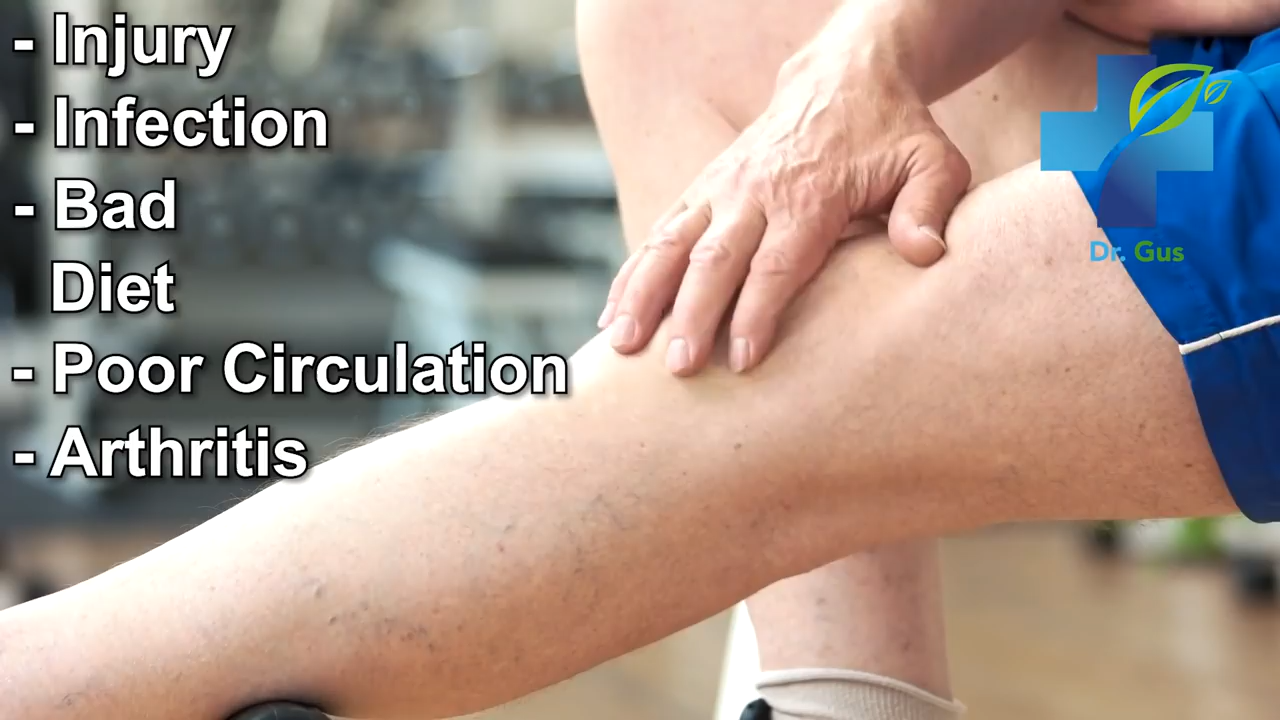 - Injury
- Infection
- Bad
Diet
- Poor Circulation
- Arthritis
Dr. Gus